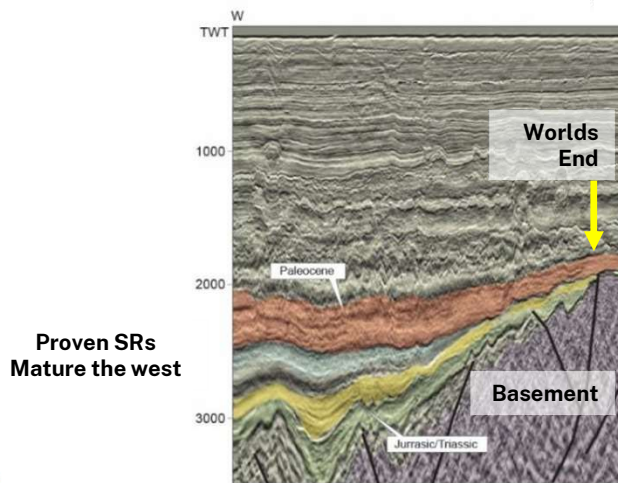 W
TWT
Worlds
End
1000
Paleocene
2000
Proven SRs
Mature the west
Basement
3000
Jurrasic/Triassic